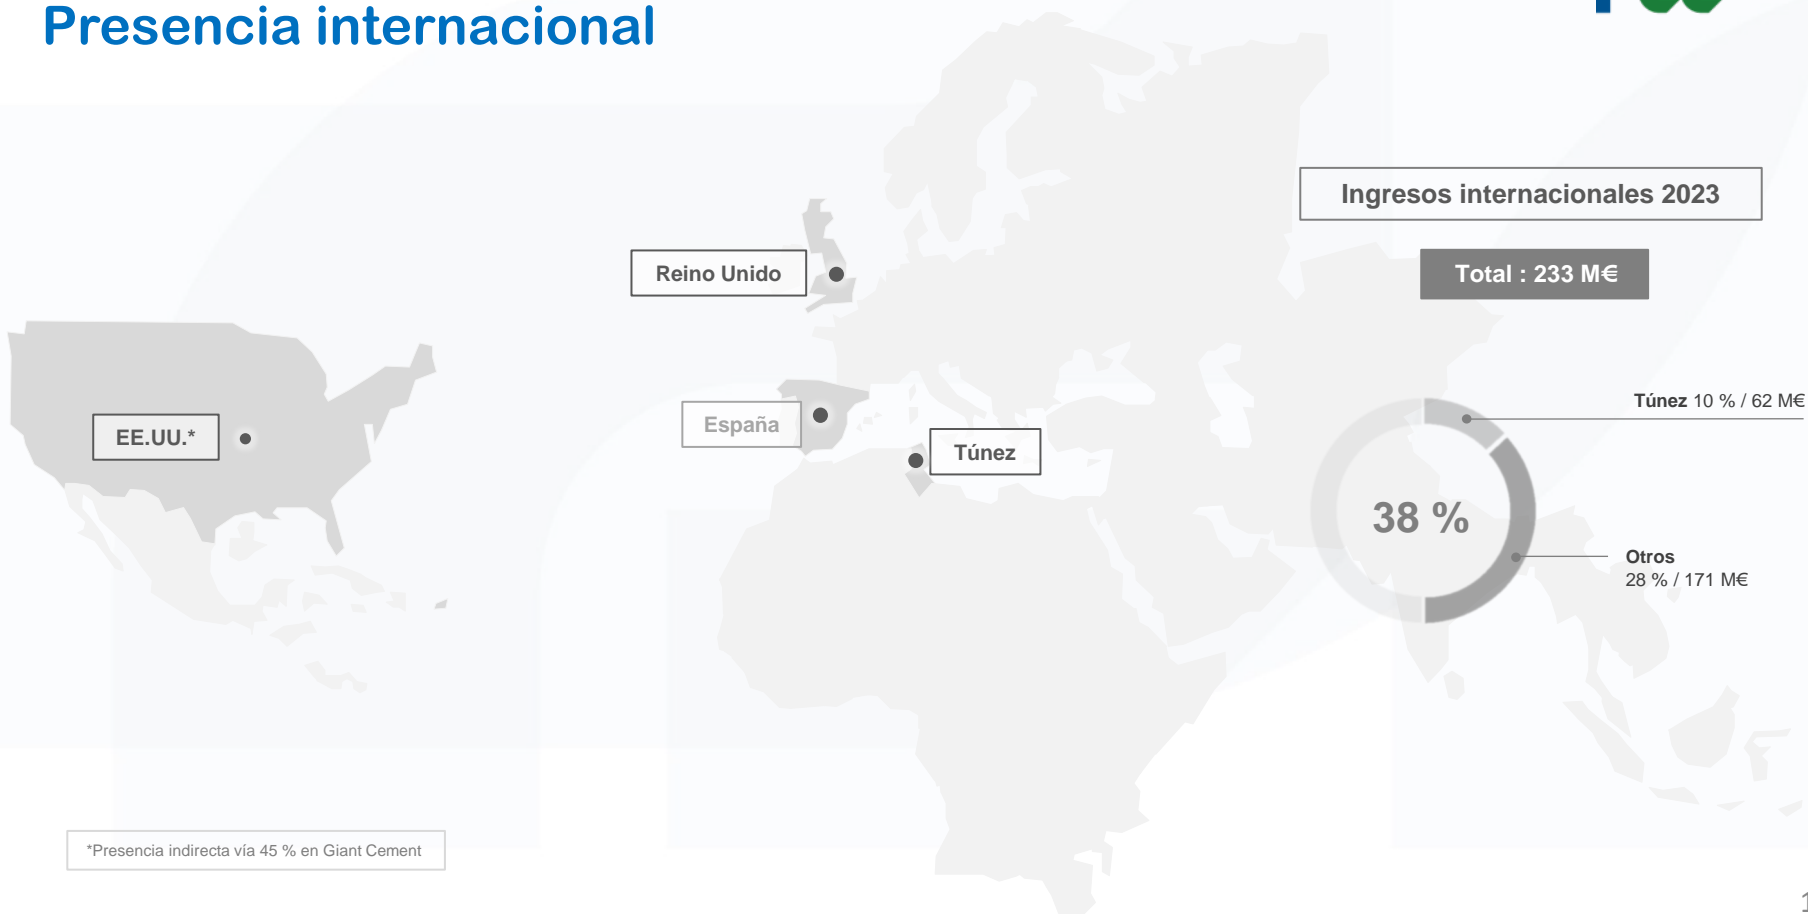 Presencia internacional
Ingresos internacionales 2023
Total : 233 M€
Reino Unido
EE.UU.*
España
Túnez
Túnez 10 % / 62 M€
38 %
Otros
28 % / 171 M€
*Presencia indirecta vía 45 % en Giant Cement